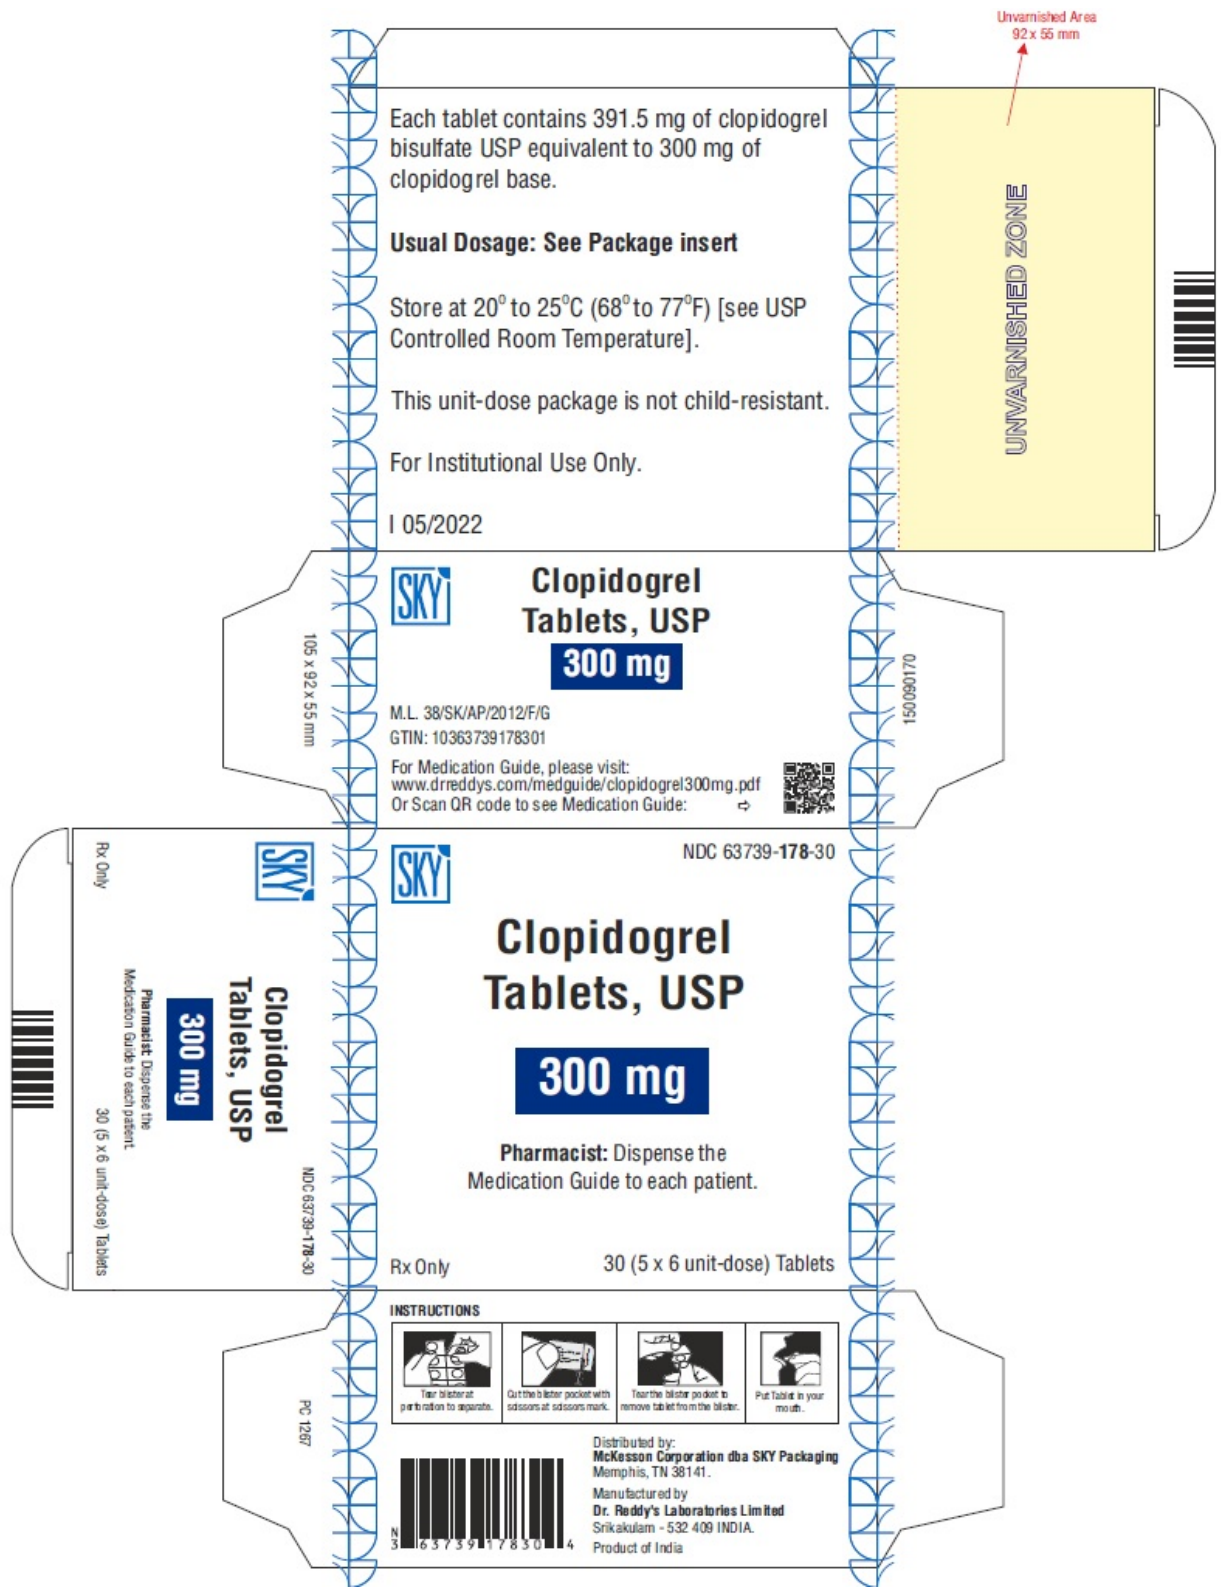 Unvarnished Area
92 x 55 mm
Each tablet contains 391.5 mg of clopidogrel
bisulfate USP equivalent to 300 mg of
clopidogrel base.
Usual Dosage: See Package insert
Store at 20⁰ to 25⁰C (68⁰ to 77⁰F) [see USP
Controlled Room Temperature].
This unit-dose package is not child-resistant.
For Institutional Use Only.
I 05/2022
UNVARNISHED ZONE
105 x 92 x 55 mm
SKY
Clopidogrel
Tablets, USP
300 mg
M.L. 38/SK/AP/2012/F/G
GTIN: 10363739178301
For Medication Guide, please visit:
www.drreddys.com/medguide/clopidogrel300mg.pdf
Or Scan QR code to see Medication Guide: ➩
150090170
SKY
NDC 63739-178-30
Clopidogrel
Tablets, USP
300 mg
Pharmacist: Dispense the
Medication Guide to each patient.
Rx Only
30 (5 x 6 unit-dose) Tablets
SKY
NDC 63739-178-30
Clopidogrel
Tablets, USP
300 mg
Pharmacist: Dispense the
Medication Guide to each patient.
Rx Only
30 (5 x 6 unit-dose) Tablets
PC 1267
INSTRUCTIONS
Tear blister at
perforation to separate.
Cut the blister pocket with
scissors at scissors mark.
Tear the blister pocket to
remove tablet from the blister.
Put Tablet in your
mouth.
N
3 63739 17830 4
Distributed by:
McKesson Corporation dba SKY Packaging
Memphis, TN 38141.
Manufactured by
Dr. Reddy's Laboratories Limited
Srikakulam - 532 409 INDIA.
Product of India